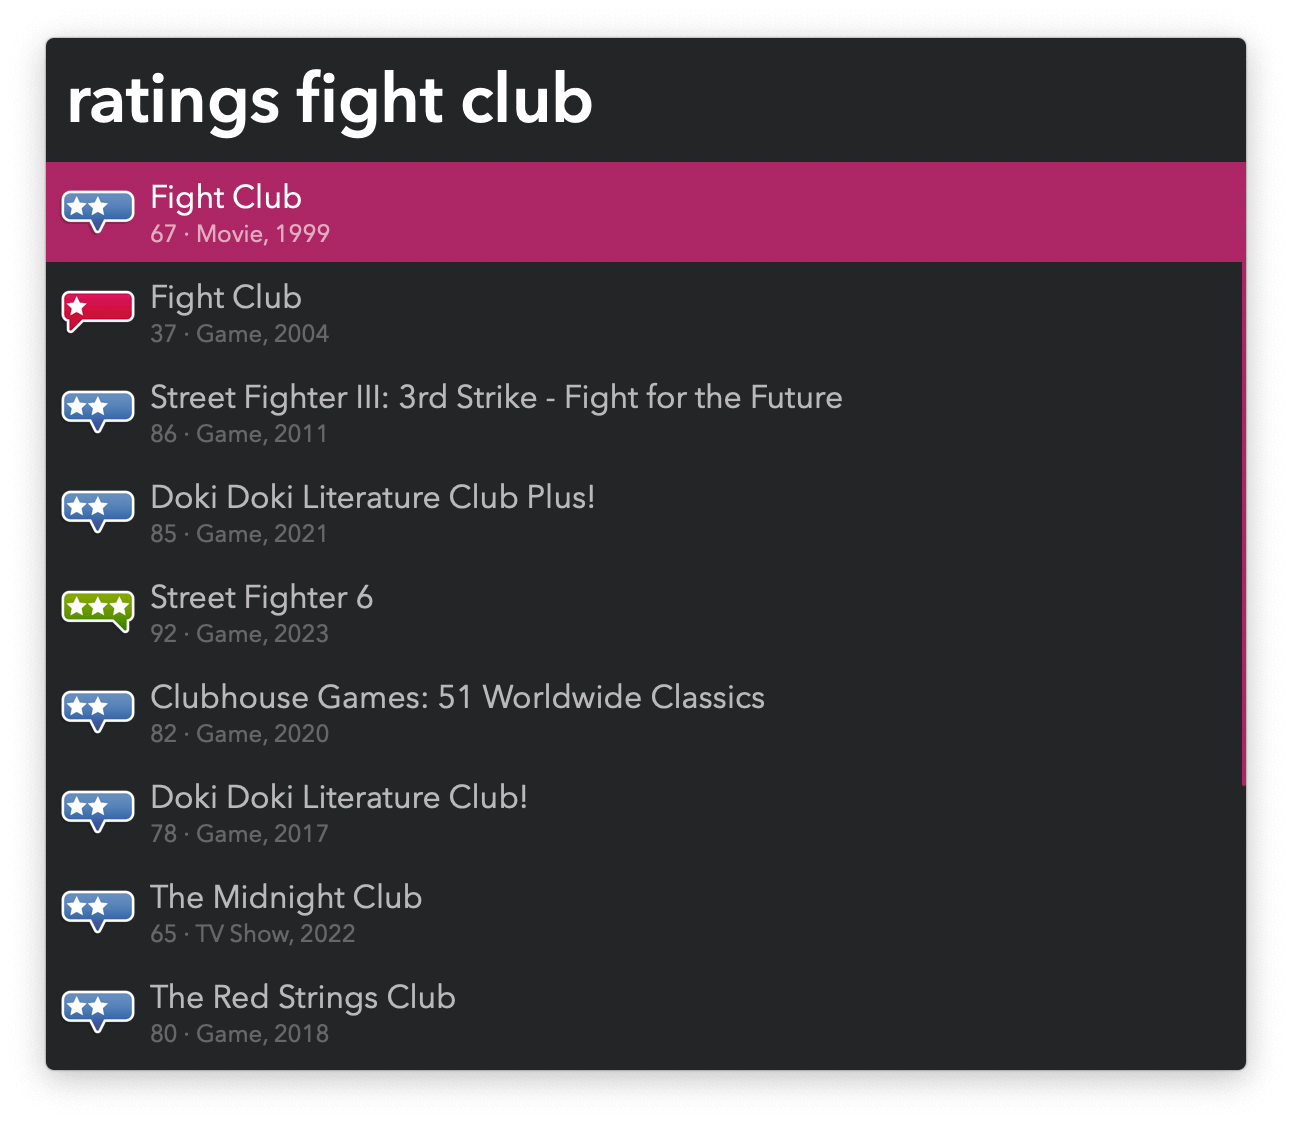 ratings fight club
Fight Club
67 · Movie, 1999
Fight Club
37 · Game, 2004
Street Fighter III: 3rd Strike - Fight for the Future
86 · Game, 2011
Doki Doki Literature Club Plus!
85 · Game, 2021
Street Fighter 6
92 · Game, 2023
Clubhouse Games: 51 Worldwide Classics
82 · Game, 2020
Doki Doki Literature Club!
78 · Game, 2017
The Midnight Club
65 · TV Show, 2022
The Red Strings Club
80 · Game, 2018